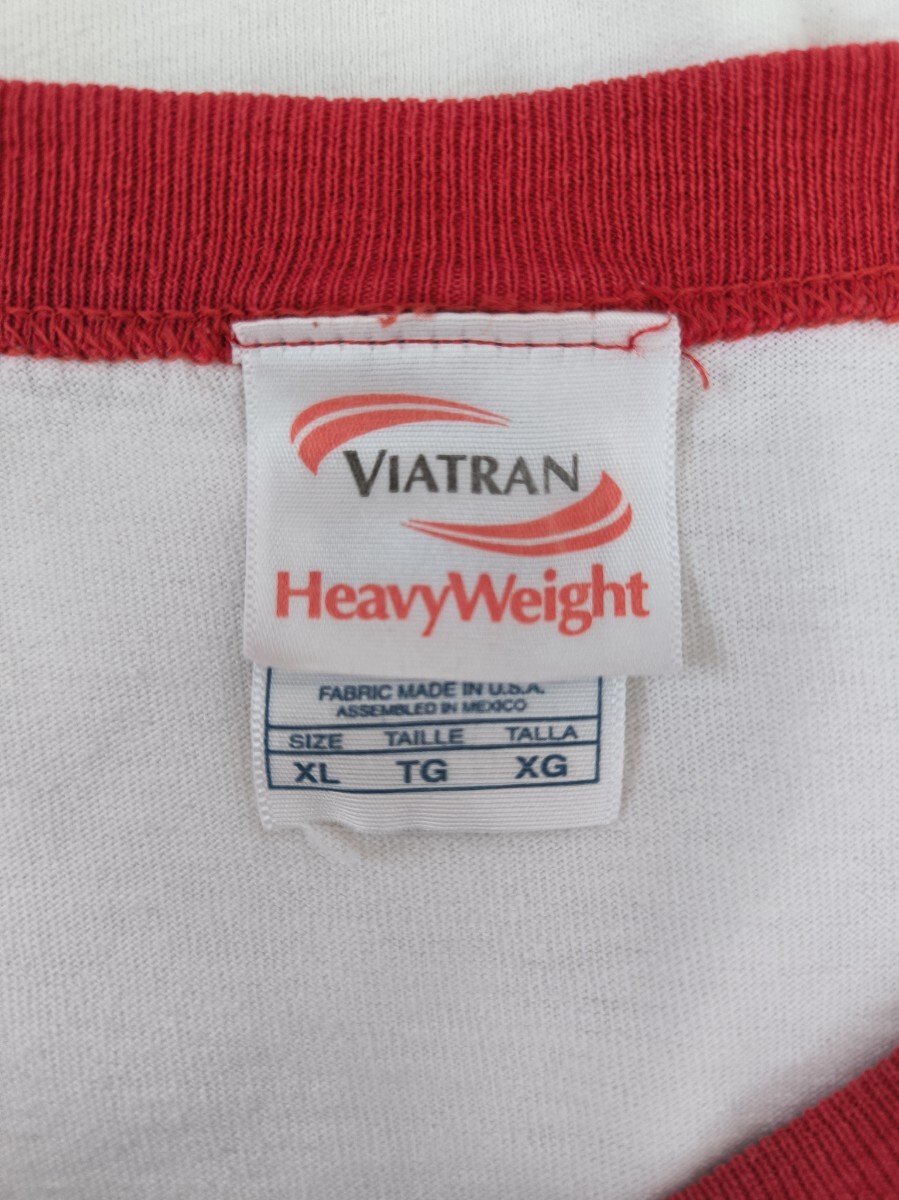 VIATRAN
HeavyWeight
FABRIC MADE IN U.S.A.
ASSEMBLED IN MEXICO
SIZE TAILLE TALLA
XL TG XG